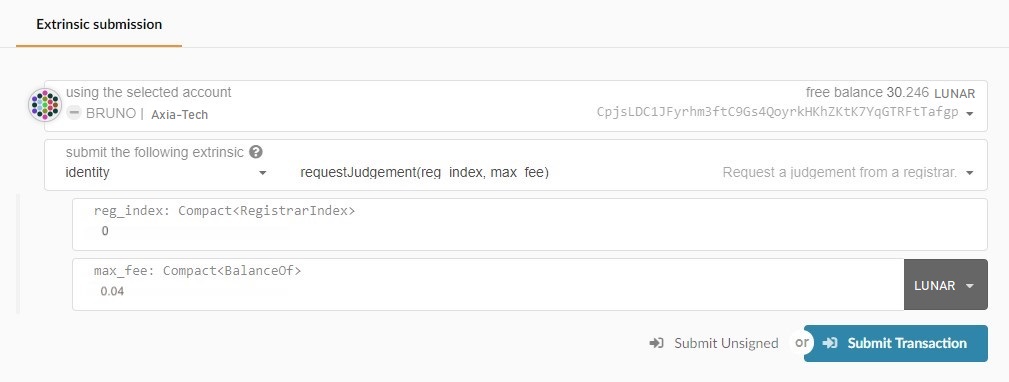 Extrinsic submission
using the selected account
free balance 30.246 LUNAR
BRUNO | Axia-Tech
CpjsLDC1JFyrhm3ftC9Gs4QoyrkHKhZKtK7YqGTRFtTafgp
submit the following extrinsic ?
identity
requestJudgement(reg_index, max_fee)
Request a judgement from a registrar.
reg_index: Compact<RegistrarIndex>
0
max_fee: Compact<BalanceOf>
0.04
LUNAR
Submit Unsigned or Submit Transaction